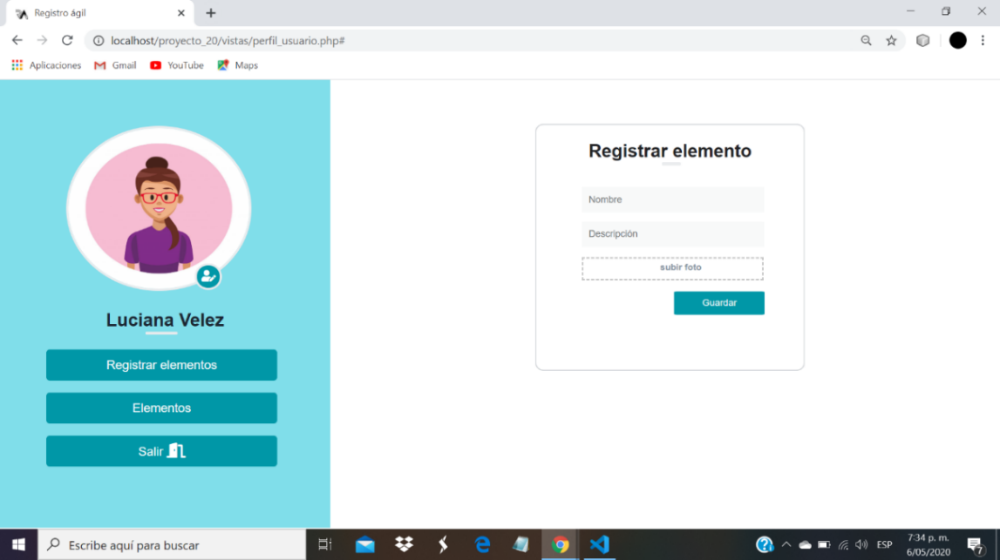 Registro ágil
localhost/proyecto_20/vistas/perfil_usuario.php#
Aplicaciones Gmail YouTube Maps
Luciana Velez
Registrar elementos
Elementos
Salir
Registrar elemento
Nombre
Descripción
subir foto
Guardar
Escribe aquí para buscar
ESP
7:34 p. m.
6/05/2020
7